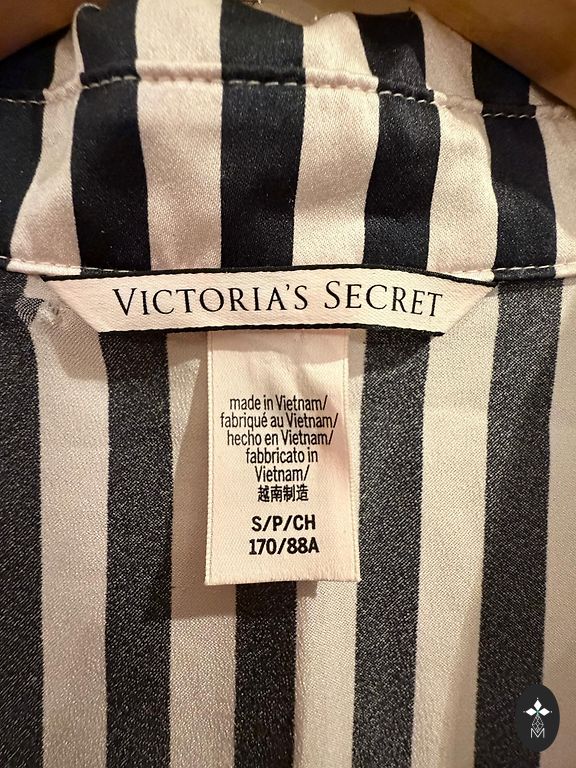 VICTORIA'S SECRET
made in Vietnam/
fabriqué au Vietnam/
hecho en Vietnam/
fabbricato in
Vietnam/
越南制造
S/P/CH
170/88A